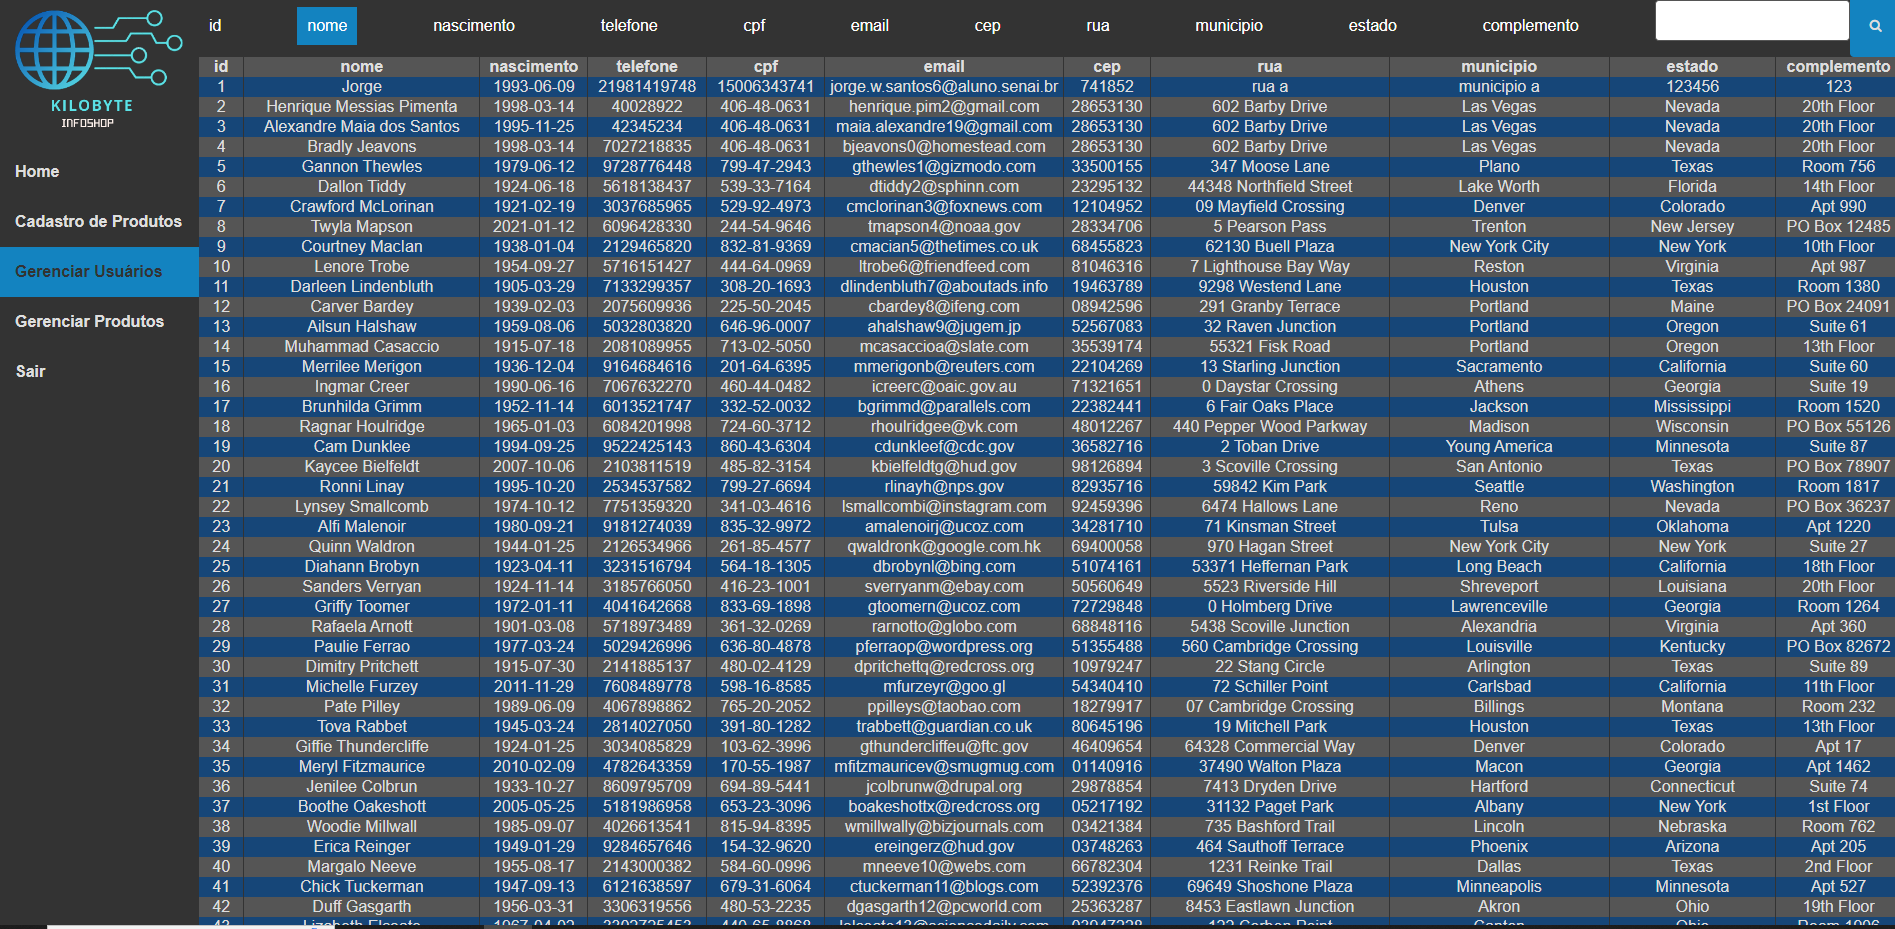 KILOBYTE
INFOSHOP
Home
Cadastro de Produtos
Gerenciar Usuários
Gerenciar Produtos
Sair
id nome nascimento telefone cpf email cep rua municipio estado complemento
id nome nascimento telefone cpf email cep rua municipio estado complemento
1 Jorge 1993-06-09 21981419748 15006343741 jorge.w.santos6@aluno.senai.br 741852 rua a municipio a 123456 123
2 Henrique Messias Pimenta 1998-03-14 40028922 406-48-0631 henrique.pim2@gmail.com 28653130 602 Barby Drive Las Vegas Nevada 20th Floor
3 Alexandre Maia dos Santos 1995-11-25 42345234 406-48-0631 maia.alexandre19@gmail.com 28653130 602 Barby Drive Las Vegas Nevada 20th Floor
4 Bradly Jeavons 1998-03-14 7027218835 406-48-0631 bjeavons0@homestead.com 28653130 602 Barby Drive Las Vegas Nevada 20th Floor
5 Gannon Thewles 1979-06-12 9728776448 799-47-2943 gthewles1@gizmodo.com 33500155 347 Moose Lane Plano Texas Room 756
6 Dallon Tiddy 1924-06-18 5618138437 539-33-7164 dtiddy2@sphinn.com 23295132 44348 Northfield Street Lake Worth Florida 14th Floor
7 Crawford McLorinan 1921-02-19 3037685965 529-92-4973 cmclorinan3@foxnews.com 12104952 09 Mayfield Crossing Denver Colorado Apt 990
8 Twyla Mapson 2021-01-12 6096428330 244-54-9646 tmapson4@noaa.gov 28334706 5 Pearson Pass Trenton New Jersey PO Box 12485
9 Courtney MacIan 1938-01-04 2129465820 832-81-9369 cmacian5@thetimes.co.uk 68455823 62130 Buell Plaza New York City New York 10th Floor
10 Lenore Trobe 1954-09-27 5716151427 444-64-0969 ltrobe6@friendfeed.com 81046316 7 Lighthouse Bay Way Reston Virginia Apt 987
11 Darleen Lindenbluth 1905-03-29 7133299357 308-20-1693 dlindenbluth7@aboutads.info 19463789 9298 Westend Lane Houston Texas Room 1380
12 Carver Bardey 1939-02-03 2075609936 225-50-2045 cbardey8@ifeng.com 08942596 291 Granby Terrace Portland Maine PO Box 24091
13 Ailsun Halshaw 1959-08-06 5032803820 646-96-0007 ahalshaw9@jugem.jp 52567083 32 Raven Junction Portland Oregon Suite 61
14 Muhammad Casaccio 1915-07-18 2081089955 713-02-5050 mcasaccioa@slate.com 35539174 55321 Fisk Road Portland Oregon 13th Floor
15 Merrilee Merigon 1936-12-04 9164684616 201-64-6395 mmerigonb@reuters.com 22104269 13 Starling Junction Sacramento California Suite 60
16 Ingmar Creer 1990-06-16 7067632270 460-44-0482 icreerc@oaic.gov.au 71321651 0 Daystar Crossing Athens Georgia Suite 19
17 Brunhilda Grimm 1952-11-14 6013521747 332-52-0032 bgrimmd@parallels.com 22382441 6 Fair Oaks Place Jackson Mississippi Room 1520
18 Ragnar Houlridge 1965-01-03 6084201998 724-60-3712 rhoulridgee@vk.com 48012267 440 Pepper Wood Parkway Madison Wisconsin PO Box 55126
19 Cam Dunklee 1994-09-25 9522425143 860-43-6304 cdunkleef@cdc.gov 36582716 2 Toban Drive Young America Minnesota Suite 87
20 Kaycee Bielfeldt 2007-10-06 2103811519 485-82-3154 kbielfeldtg@hud.gov 98126894 3 Scoville Crossing San Antonio Texas PO Box 78907
21 Ronni Linay 1995-10-20 2534537582 799-27-6694 rlinayh@nps.gov 82935716 59842 Kim Park Seattle Washington Room 1817
22 Lynsey Smallcomb 1974-10-12 7751359320 341-03-4616 lsmallcombi@instagram.com 92459396 6474 Hallows Lane Reno Nevada PO Box 36237
23 Alfi Malenoir 1980-09-21 9181274039 835-32-9972 amalenoirj@ucoz.com 34281710 71 Kinsman Street Tulsa Oklahoma Apt 1220
24 Quinn Waldron 1944-01-25 2126534966 261-85-4577 qwaldronk@google.com.hk 69400058 970 Hagan Street New York City New York Suite 27
25 Diahann Brobyn 1923-04-11 3231516794 564-18-1305 dbrobynl@bing.com 51074161 53371 Heffernan Park Long Beach California 18th Floor
26 Sanders Verryan 1924-11-14 3185766050 416-23-1001 sverryanm@ebay.com 50560649 5523 Riverside Hill Shreveport Louisiana 20th Floor
27 Griffy Toomer 1972-01-11 4041642668 833-69-1898 gtoomern@ucoz.com 72729848 0 Holmberg Drive Lawrenceville Georgia Room 1264
28 Rafaela Arnott 1901-03-08 5718973489 361-32-0269 rarnotto@globo.com 68848116 5438 Scoville Junction Alexandria Virginia Apt 360
29 Paulie Ferrao 1977-03-24 5029426996 636-80-4878 pferraop@wordpress.org 51355488 560 Cambridge Crossing Louisville Kentucky PO Box 82672
30 Dimitry Pritchett 1915-07-30 2141885137 480-02-4129 dpritchettq@redcross.org 10979247 22 Stang Circle Arlington Texas Suite 89
31 Michelle Furzey 2011-11-29 7608489778 598-16-8585 mfurzeyr@goo.gl 54340410 72 Schiller Point Carlsbad California 11th Floor
32 Pate Pilley 1989-06-09 4067898862 765-20-2052 ppilleys@taobao.com 18279917 07 Cambridge Crossing Billings Montana Room 232
33 Tova Rabbet 1945-03-24 2814027050 391-80-1282 trabbett@guardian.co.uk 80645196 19 Mitchell Park Houston Texas 13th Floor
34 Giffie Thundercliffe 1924-01-25 3034085829 103-62-3996 gthundercliffeu@ftc.gov 46409654 64328 Commercial Way Denver Colorado Apt 17
35 Meryl Fitzmaurice 2010-02-09 4782643359 170-55-1987 mfitzmauricev@smugmug.com 01140916 37490 Walton Plaza Macon Georgia Apt 1462
36 Jenilee Colbrun 1933-10-27 8609795709 694-89-5441 jcolbrunw@drupal.org 29878854 7413 Dryden Drive Hartford Connecticut Suite 74
37 Boothe Oakeshott 2005-05-25 5181986958 653-23-3096 boakeshottx@redcross.org 05217192 31132 Paget Park Albany New York 1st Floor
38 Woodie Millwall 1985-09-07 4026613541 815-94-8395 wmillwally@bizjournals.com 03421384 735 Bashford Trail Lincoln Nebraska Room 762
39 Erica Reinger 1949-01-29 9284657646 154-32-9620 ereingerz@hud.gov 03748263 464 Sauthoff Terrace Phoenix Arizona Apt 205
40 Margalo Neeve 1955-08-17 2143000382 584-60-0996 mneeve10@webs.com 66782304 1231 Reinke Trail Dallas Texas 2nd Floor
41 Chick Tuckerman 1947-09-13 6121638597 679-31-6064 ctuckerman11@blogs.com 52392376 69649 Shoshone Plaza Minneapolis Minnesota Apt 527
42 Duff Gasgarth 1956-03-31 3306319556 480-53-2235 dgasgarth12@pcworld.com 25363287 8453 Eastlawn Junction Akron Ohio 19th Floor